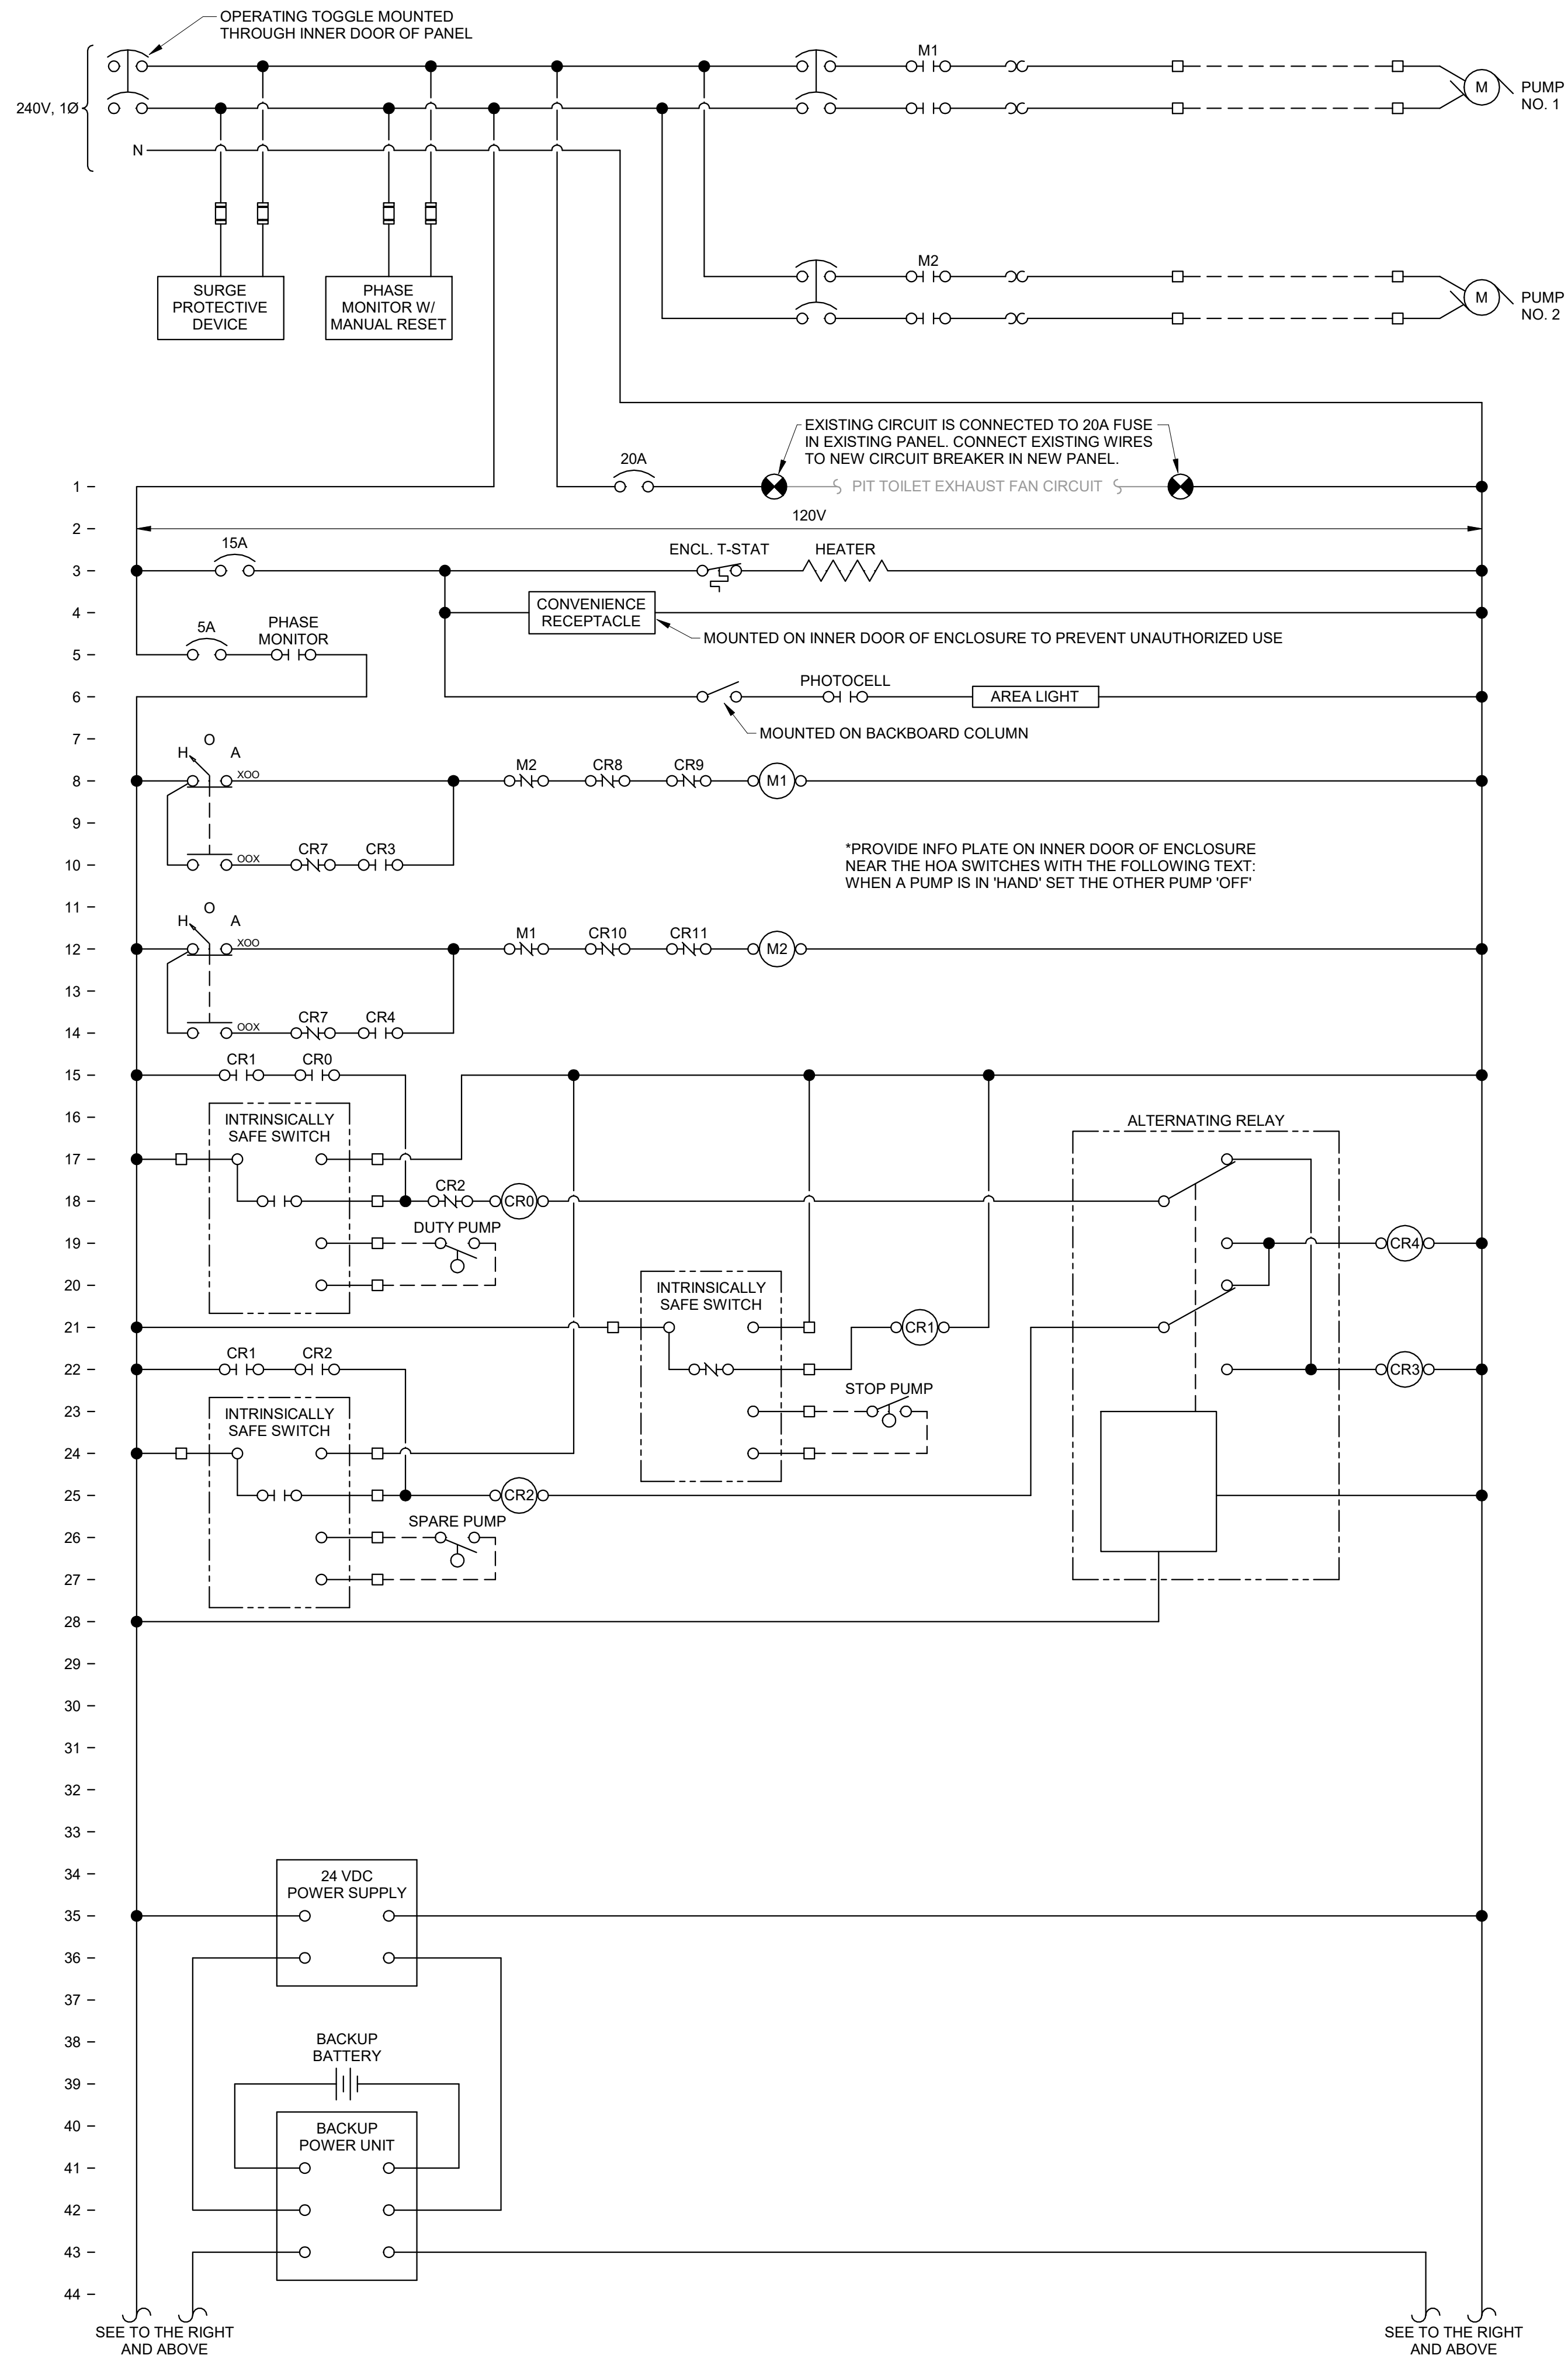 OPERATING TOGGLE MOUNTED
THROUGH INNER DOOR OF PANEL
240V, 1Ø
N
M1
M
PUMP
NO. 1
SURGE
PROTECTIVE
DEVICE
PHASE
MONITOR W/
MANUAL RESET
M2
M
PUMP
NO. 2
EXISTING CIRCUIT IS CONNECTED TO 20A FUSE
IN EXISTING PANEL. CONNECT EXISTING WIRES
TO NEW CIRCUIT BREAKER IN NEW PANEL.
20A
1
PIT TOILET EXHAUST FAN CIRCUIT
2
120V
15A
ENCL. T-STAT
HEATER
3
4
CONVENIENCE
RECEPTACLE
MOUNTED ON INNER DOOR OF ENCLOSURE TO PREVENT UNAUTHORIZED USE
5A
PHASE
MONITOR
5
PHOTOCELL
6
AREA LIGHT
MOUNTED ON BACKBOARD COLUMN
7
H
O
A
8
XOO
M2
CR8
CR9
M1
9
10
OOX
CR7
CR3
*PROVIDE INFO PLATE ON INNER DOOR OF ENCLOSURE
NEAR THE HOA SWITCHES WITH THE FOLLOWING TEXT:
WHEN A PUMP IS IN 'HAND' SET THE OTHER PUMP 'OFF'
11
H
O
A
12
XOO
M1
CR10
CR11
M2
13
14
OOX
CR7
CR4
15
CR1
CR0
16
INTRINSICALLY
SAFE SWITCH
ALTERNATING RELAY
17
18
CR2
CR0
19
DUTY PUMP
CR4
20
INTRINSICALLY
SAFE SWITCH
21
CR1
22
CR1
CR2
CR3
23
INTRINSICALLY
SAFE SWITCH
STOP PUMP
24
25
CR2
26
SPARE PUMP
27
28
29
30
31
32
33
34
24 VDC
POWER SUPPLY
35
36
37
38
BACKUP
BATTERY
39
40
BACKUP
POWER UNIT
41
42
43
44
SEE TO THE RIGHT
AND ABOVE
SEE TO THE RIGHT
AND ABOVE